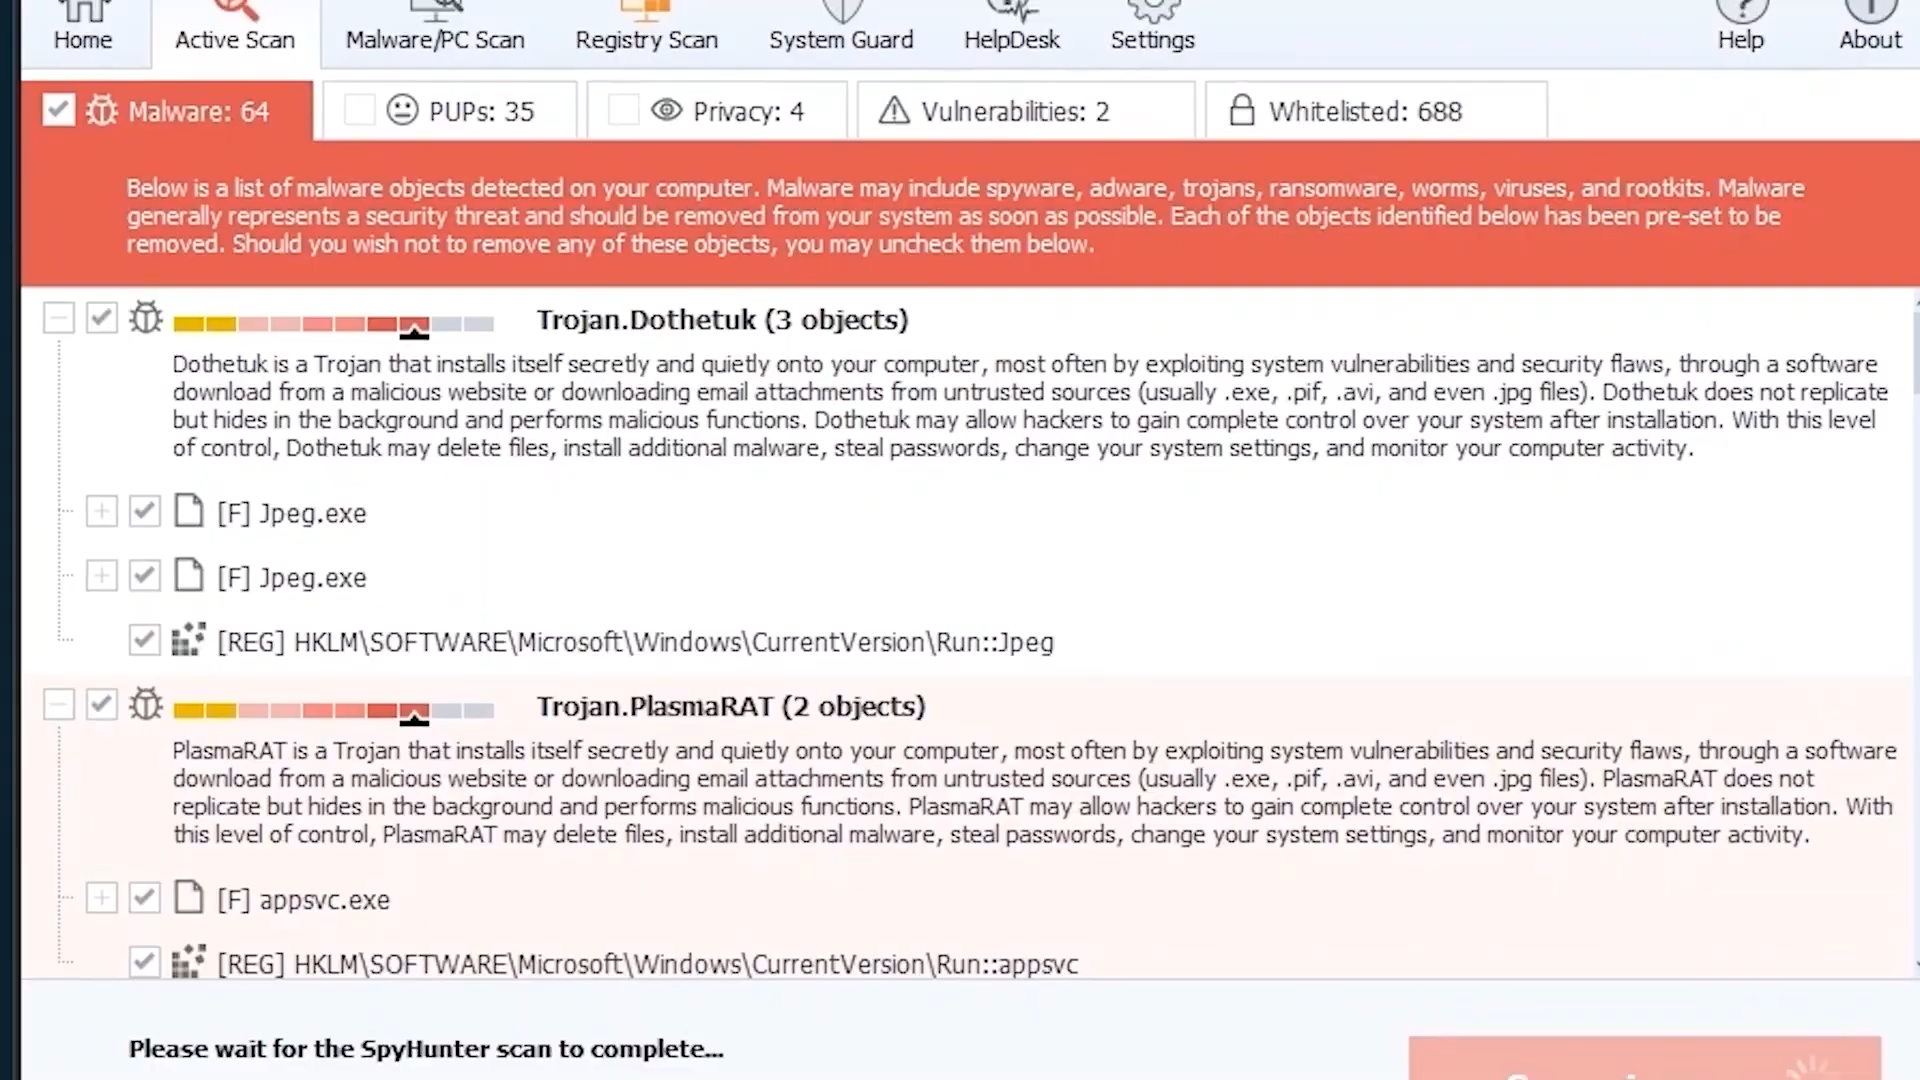 Home
Active Scan
Malware/PC Scan
Registry Scan
System Guard
HelpDesk
Settings
Help
About
Malware: 64
PUPs: 35
Privacy: 4
Vulnerabilities: 2
Whitelisted: 688
Below is a list of malware objects detected on your computer. Malware may include spyware, adware, trojans, ransomware, worms, viruses, and rootkits. Malware
generally represents a security threat and should be removed from your system as soon as possible. Each of the objects identified below has been pre-set to be
removed. Should you wish not to remove any of these objects, you may uncheck them below.
Trojan.Dothetuk (3 objects)
Dothetuk is a Trojan that installs itself secretly and quietly onto your computer, most often by exploiting system vulnerabilities and security flaws, through a software
download from a malicious website or downloading email attachments from untrusted sources (usually .exe, .pif, .avi, and even .jpg files). Dothetuk does not replicate
but hides in the background and performs malicious functions. Dothetuk may allow hackers to gain complete control over your system after installation. With this level
of control, Dothetuk may delete files, install additional malware, steal passwords, change your system settings, and monitor your computer activity.
[F] Jpeg.exe
[F] Jpeg.exe
[REG] HKLM\SOFTWARE\Microsoft\Windows\CurrentVersion\Run::Jpeg
Trojan.PlasmaRAT (2 objects)
PlasmaRAT is a Trojan that installs itself secretly and quietly onto your computer, most often by exploiting system vulnerabilities and security flaws, through a software
download from a malicious website or downloading email attachments from untrusted sources (usually .exe, .pif, .avi, and even .jpg files). PlasmaRAT does not
replicate but hides in the background and performs malicious functions. PlasmaRAT may allow hackers to gain complete control over your system after installation. With
this level of control, PlasmaRAT may delete files, install additional malware, steal passwords, change your system settings, and monitor your computer activity.
[F] appsvc.exe
[REG] HKLM\SOFTWARE\Microsoft\Windows\CurrentVersion\Run::appsvc
Please wait for the SpyHunter scan to complete...